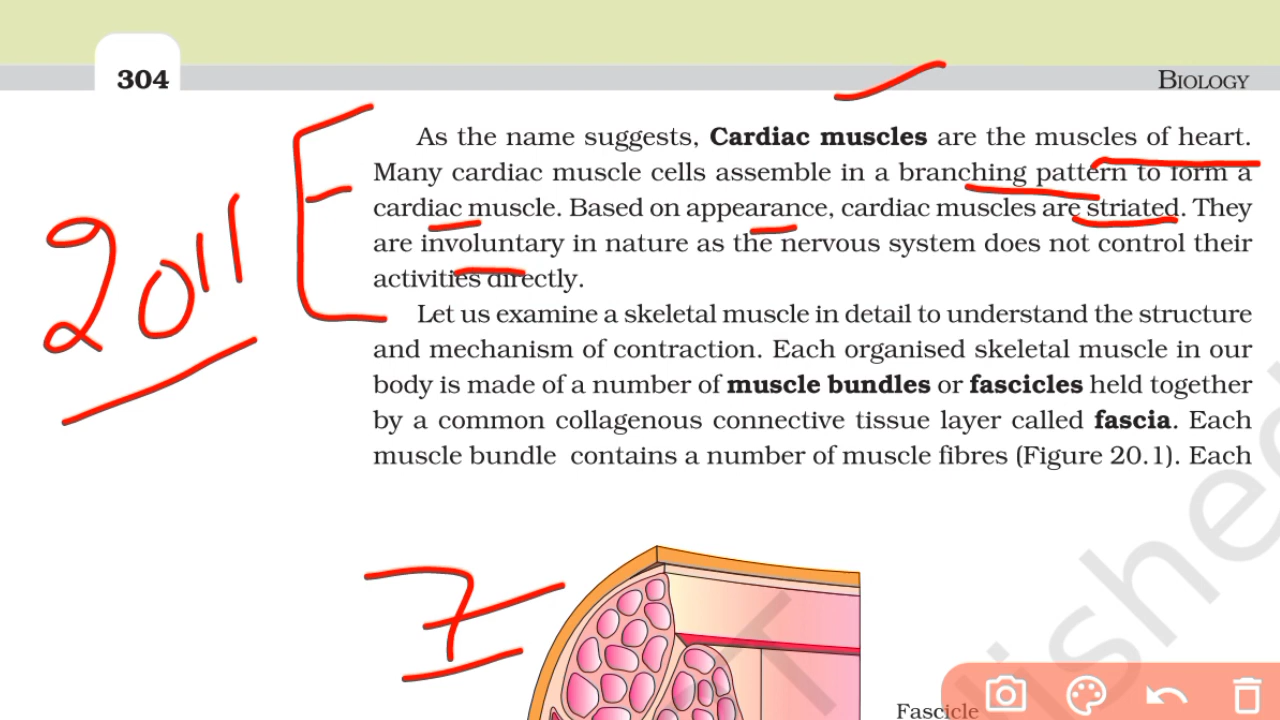 304
BIOLOGY
As the name suggests, Cardiac muscles are the muscles of heart.
Many cardiac muscle cells assemble in a branching pattern to form a
cardiac muscle. Based on appearance, cardiac muscles are striated. They
are involuntary in nature as the nervous system does not control their
activities directly.
2011
Let us examine a skeletal muscle in detail to understand the structure
and mechanism of contraction. Each organised skeletal muscle in our
body is made of a number of muscle bundles or fascicles held together
by a common collagenous connective tissue layer called fascia. Each
muscle bundle contains a number of muscle fibres (Figure 20.1). Each
7
Fascicle